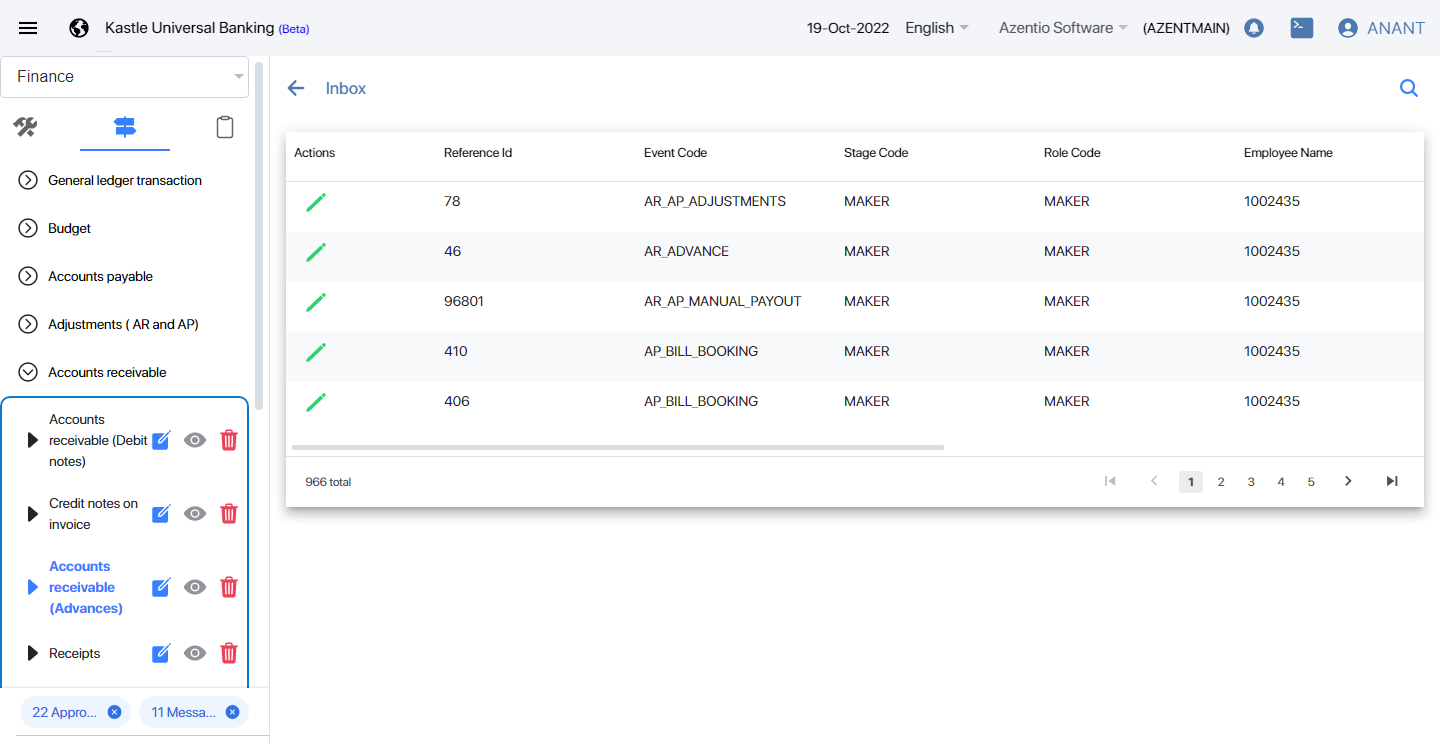 Kastle Universal Banking (Beta)
19-Oct-2022 English Azentio Software (AZENTMAIN) ANANT
Finance
General ledger transaction
Budget
Accounts payable
Adjustments ( AR and AP)
Accounts receivable
Accounts
receivable (Debit
notes)
Credit notes on
invoice
Accounts
receivable
(Advances)
Receipts
22 Appro... 11 Messa...
Inbox
Actions Reference Id Event Code Stage Code Role Code Employee Name
78 AR_AP_ADJUSTMENTS MAKER MAKER 1002435
46 AR_ADVANCE MAKER MAKER 1002435
96801 AR_AP_MANUAL_PAYOUT MAKER MAKER 1002435
410 AP_BILL_BOOKING MAKER MAKER 1002435
406 AP_BILL_BOOKING MAKER MAKER 1002435
966 total 1 2 3 4 5